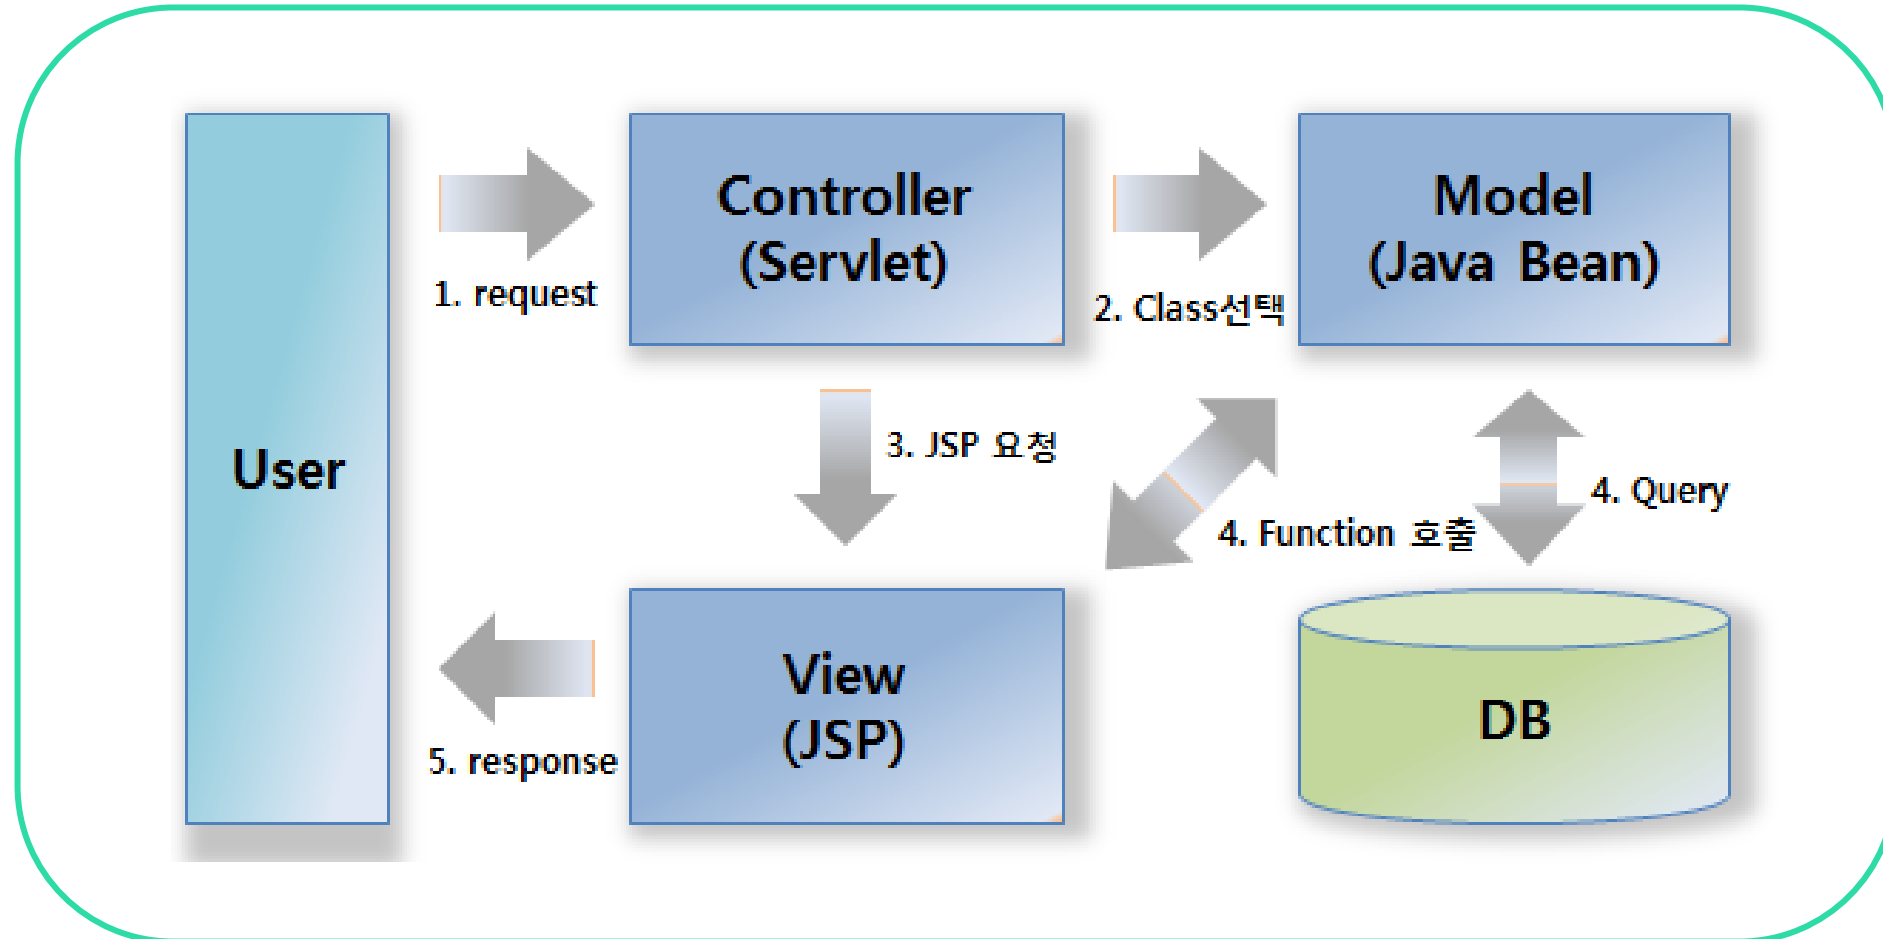 Controller
(Servlet)
Model
(Java Bean)
1. request
2. Class선택
User
3. JSP 요청
4. Function 호출
4. Query
View
(JSP)
DB
5. response